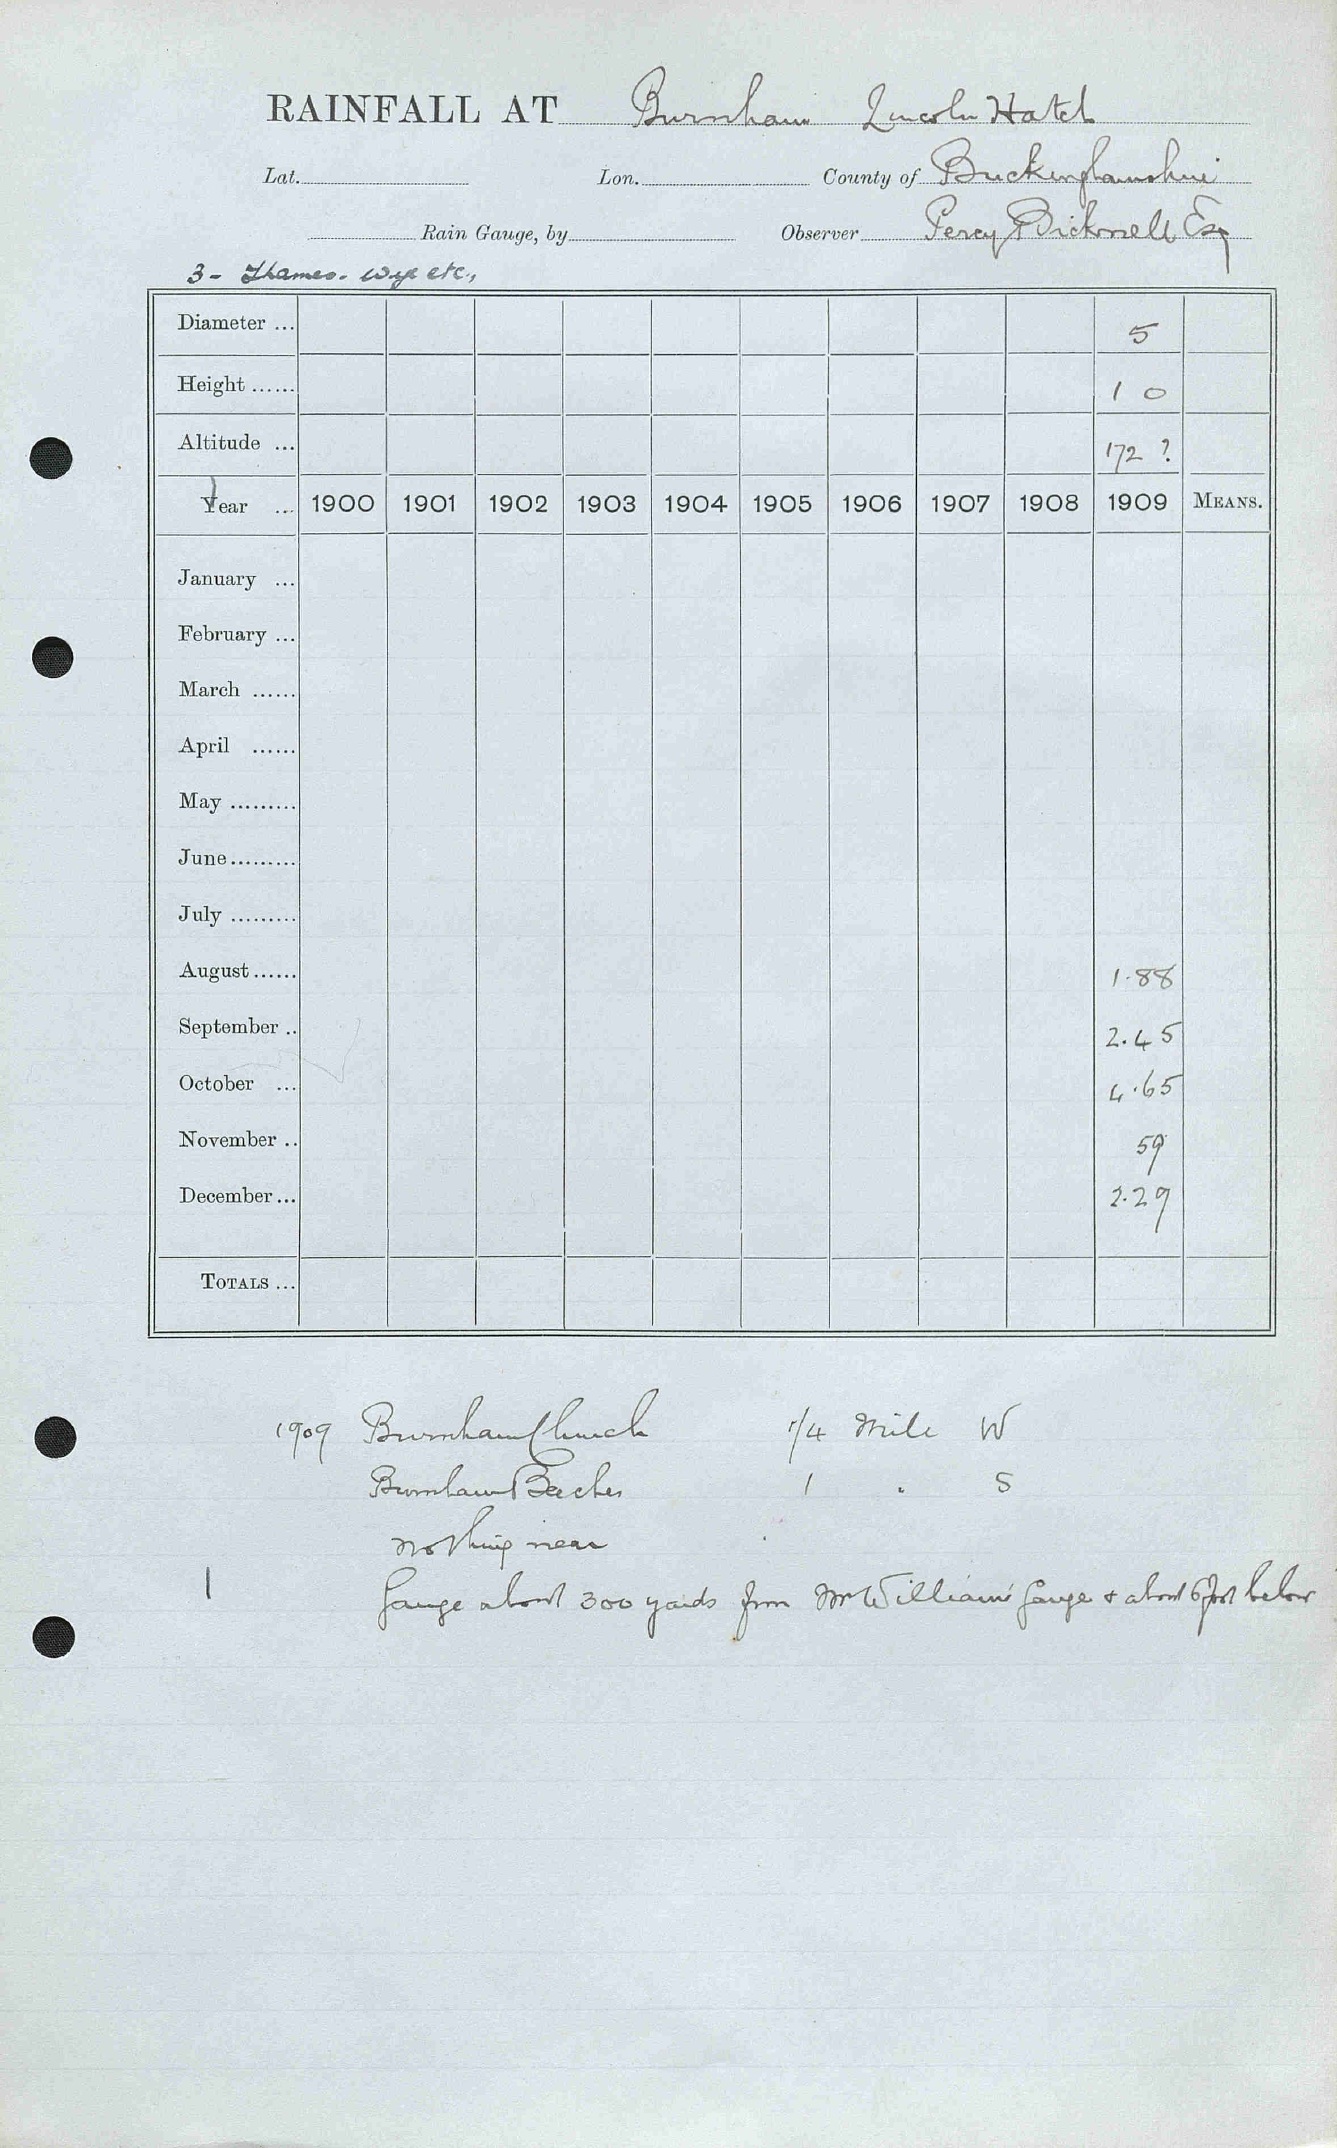 RAINFALL AT Burnham Lincoln Hatch
Lat. Lon. County of Buckinghamshire
Rain Gauge, by Observer Percy Bicknell Esq
3 - Thames. Wye etc.,
Diameter ... 5
Height ...... 1 0
Altitude ... 172 ?
Year ... 1900 1901 1902 1903 1904 1905 1906 1907 1908 1909 MEANS.
January ...
February ...
March ......
April ......
May .........
June.........
July .........
August...... 1.88
September .. 2.45
October ... 4.65
November .. 59
December... 2.29
TOTALS ...
1909 Burnham Church 1/4 Mile W
Burnham Beeches 1 " S
nothing near
Gauge about 300 yards from Mr William's gauge + about 6 feet below